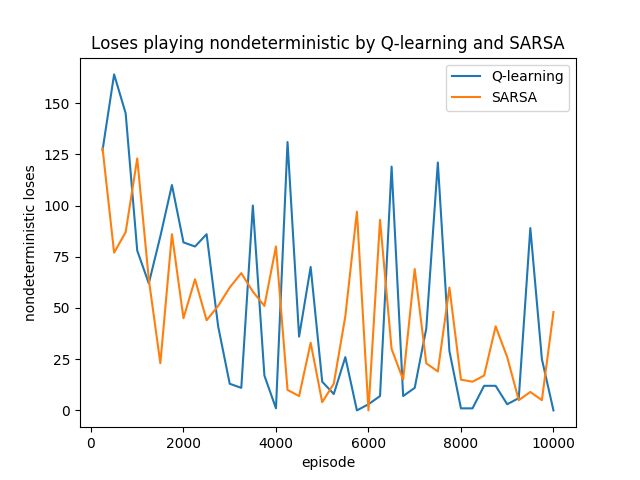 Loses playing nondeterministic by Q-learning and SARSA
Q-learning
SARSA
nondeterministic loses
150
125
100
75
50
25
0
0 2000 4000 6000 8000 10000
episode